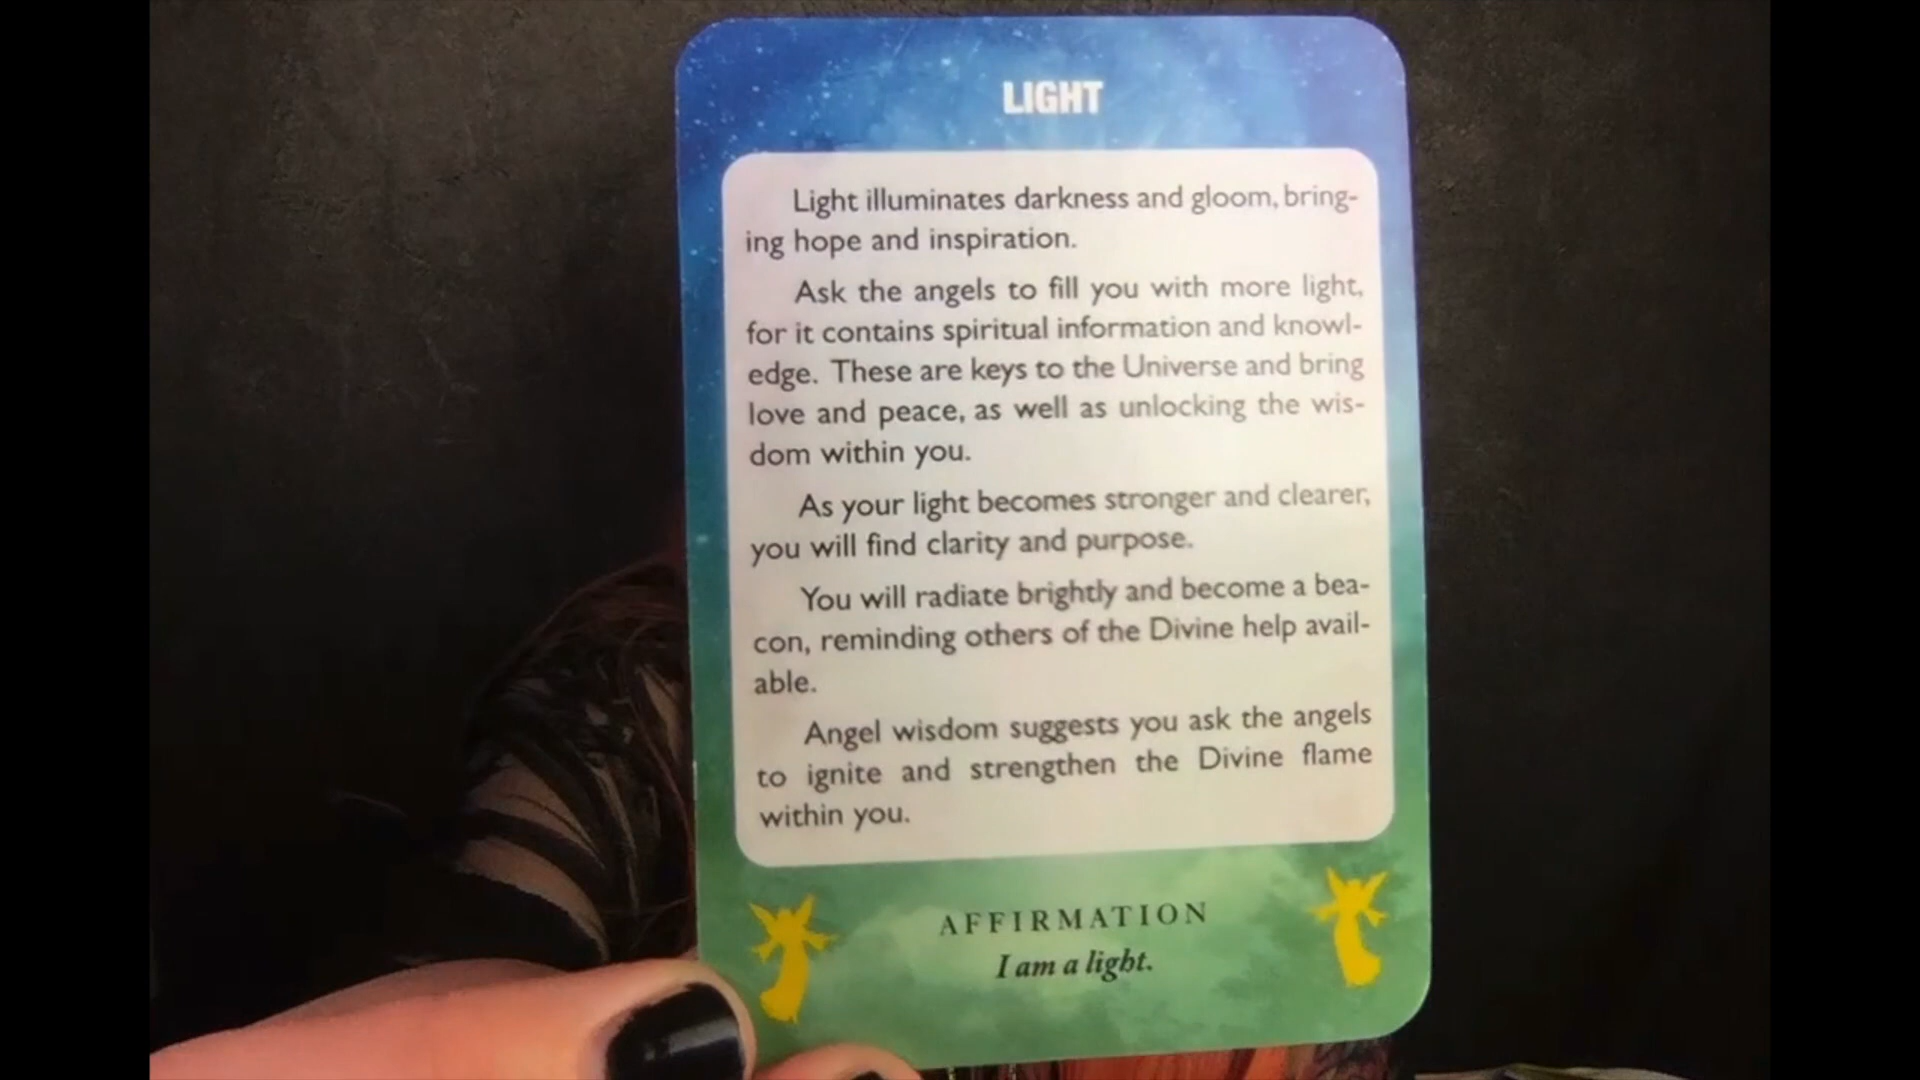 LIGHT
Light illuminates darkness and gloom, bring-
ing hope and inspiration.
Ask the angels to fill you with more light,
for it contains spiritual information and knowl-
edge. These are keys to the Universe and bring
love and peace, as well as unlocking the wis-
dom within you.
As your light becomes stronger and clearer,
you will find clarity and purpose.
You will radiate brightly and become a bea-
con, reminding others of the Divine help avail-
able.
Angel wisdom suggests you ask the angels
to ignite and strengthen the Divine flame
within you.
AFFIRMATION
I am a light.